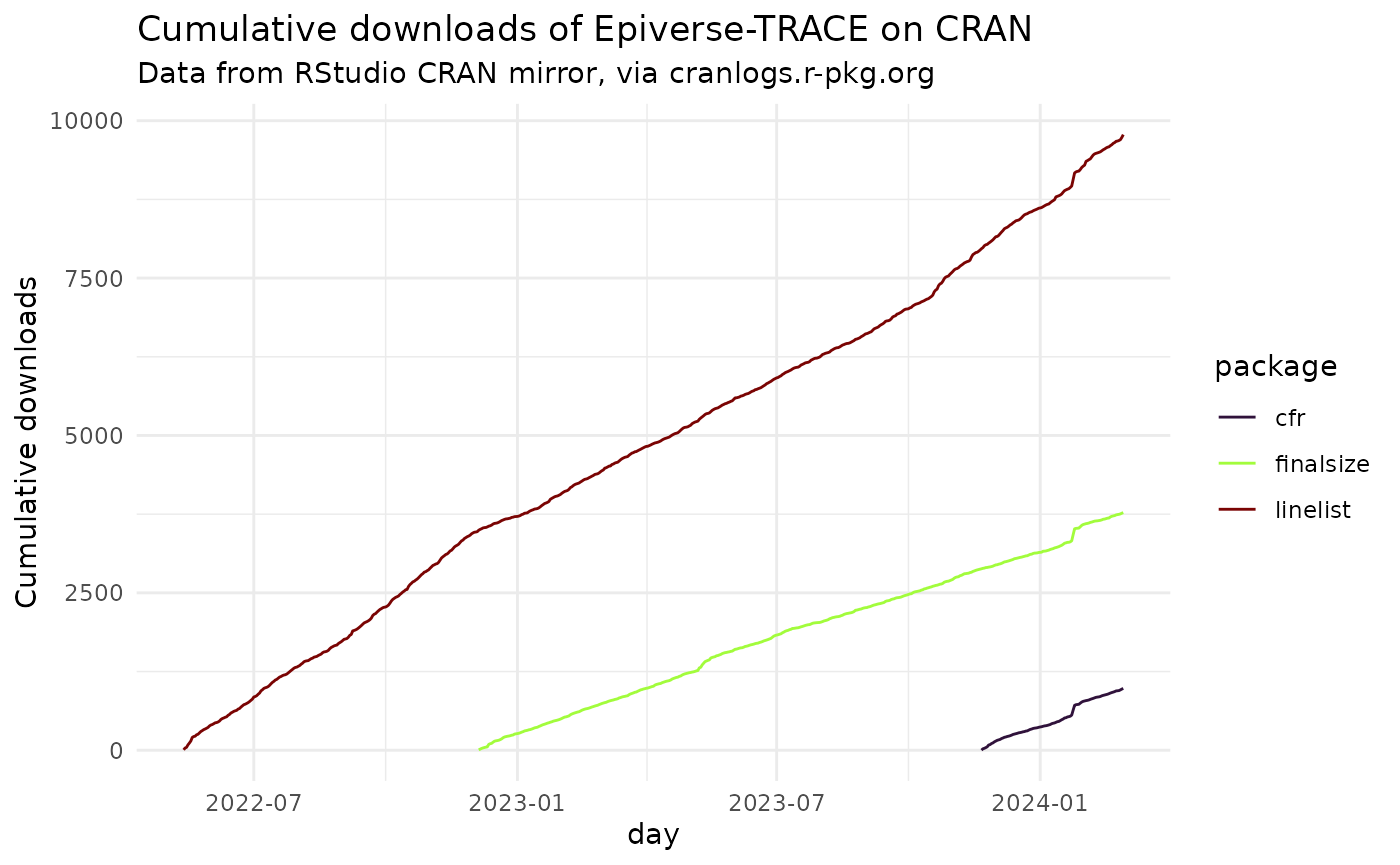 Cumulative downloads of Epiverse-TRACE on CRAN
Data from RStudio CRAN mirror, via cranlogs.r-pkg.org
Cumulative downloads
10000
7500
5000
2500
0
2022-07
2023-01
2023-07
2024-01
day
package
cfr
finalsize
linelist